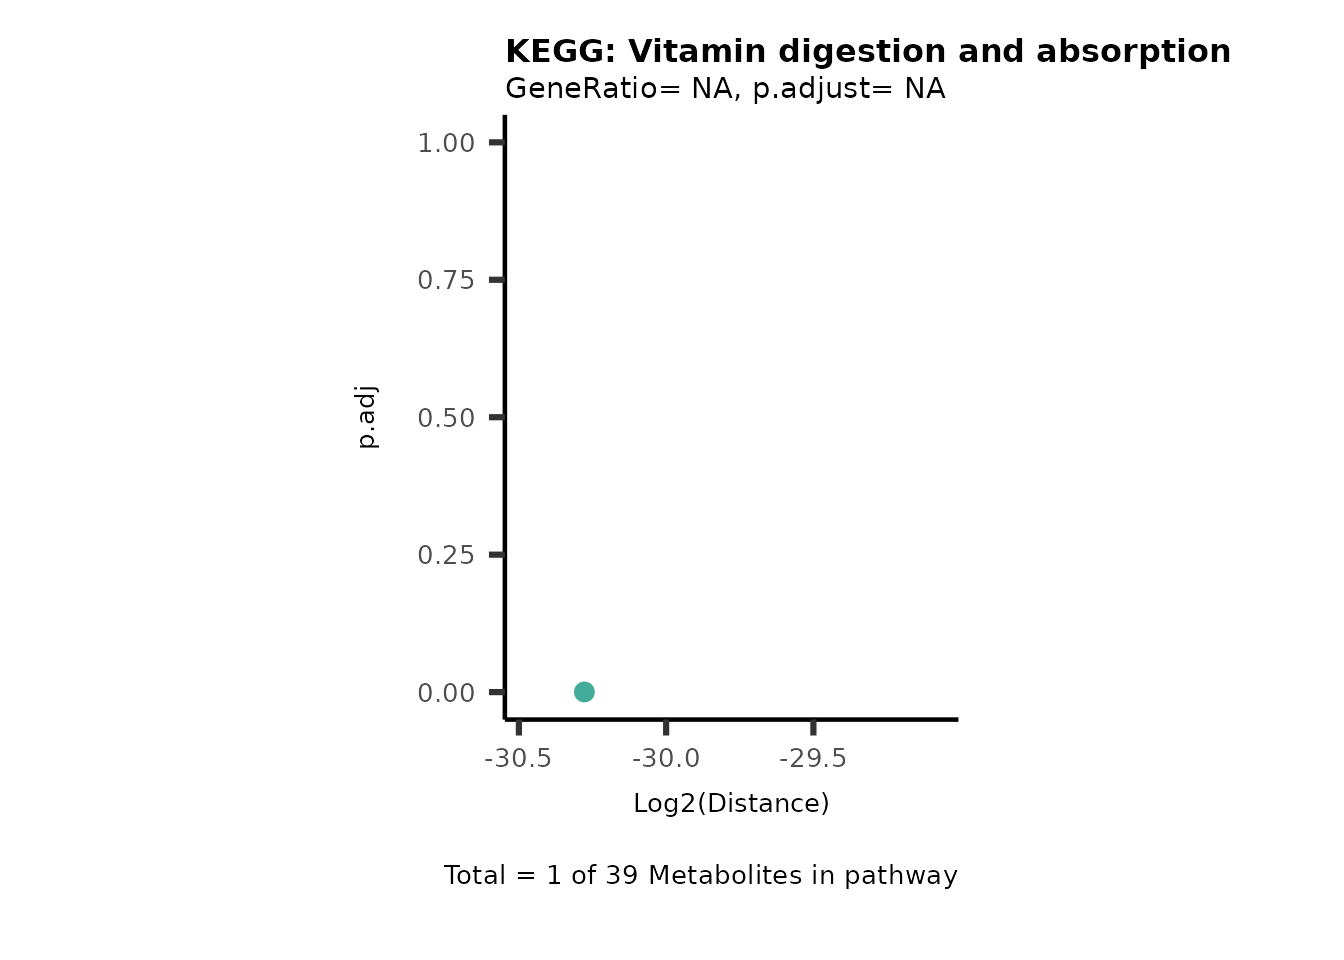 KEGG: Vitamin digestion and absorption
GeneRatio= NA, p.adjust= NA
1.00
0.75
0.50
0.25
0.00
p.adj
-30.5
-30.0
-29.5
Log2(Distance)
Total = 1 of 39 Metabolites in pathway